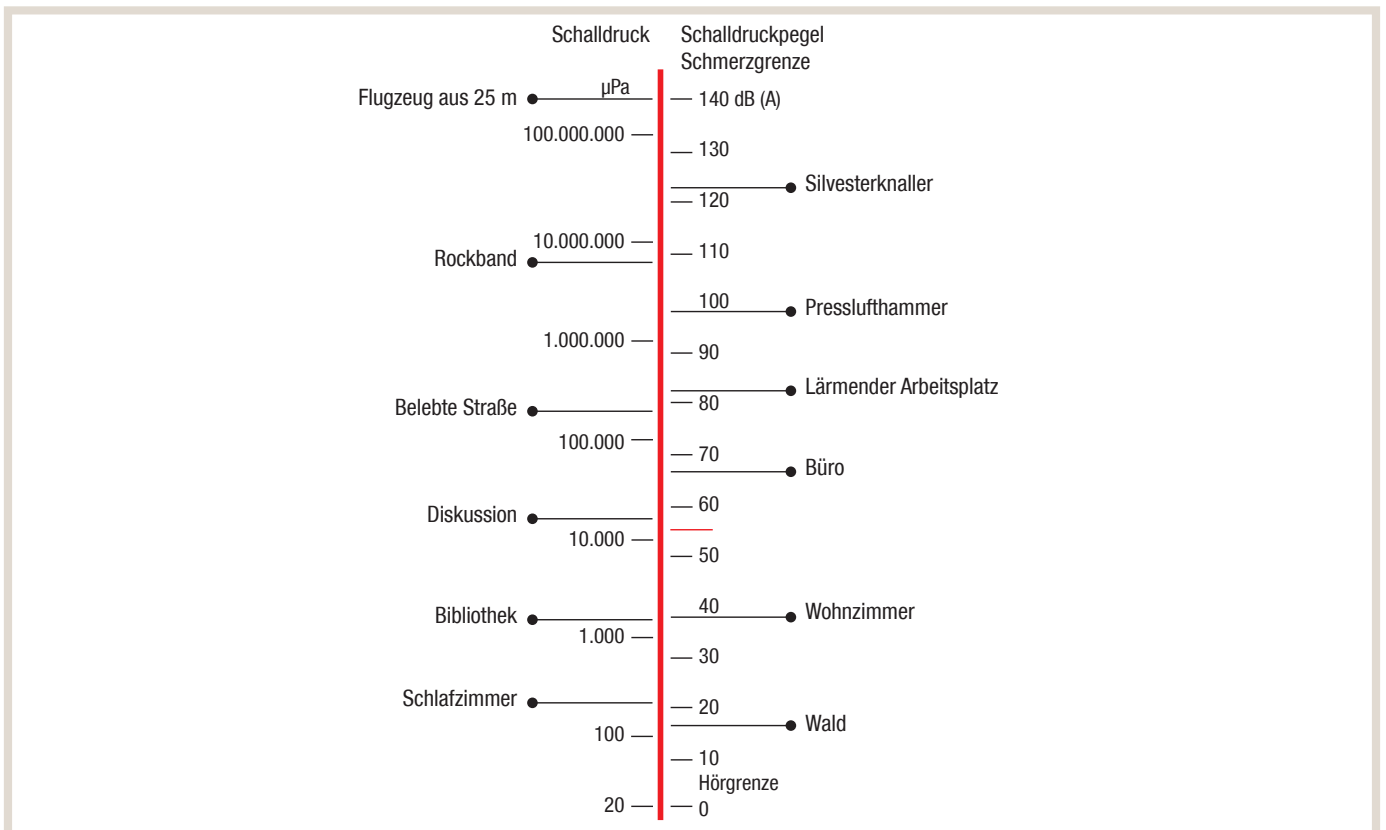 Schalldruck
Schalldruckpegel
Schmerzgrenze
µPa
Flugzeug aus 25 m
140 dB (A)
100.000.000
130
Silvesterknaller
120
10.000.000
110
Rockband
100
Presslufthammer
1.000.000
90
Lärmender Arbeitsplatz
80
Belebte Straße
100.000
70
Büro
60
Diskussion
10.000
50
40
Wohnzimmer
Bibliothek
1.000
30
Schlafzimmer
20
Wald
100
10
Hörgrenze
20
0